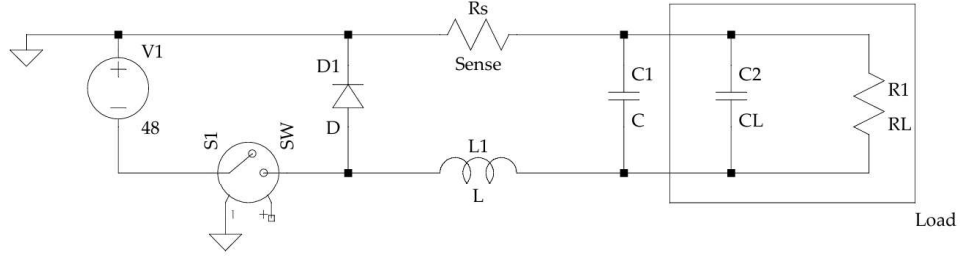 Rs
Sense
V1
+
−
48
D1
D
S1
SW
+
L1
L
C1
C
C2
CL
R1
RL
Load